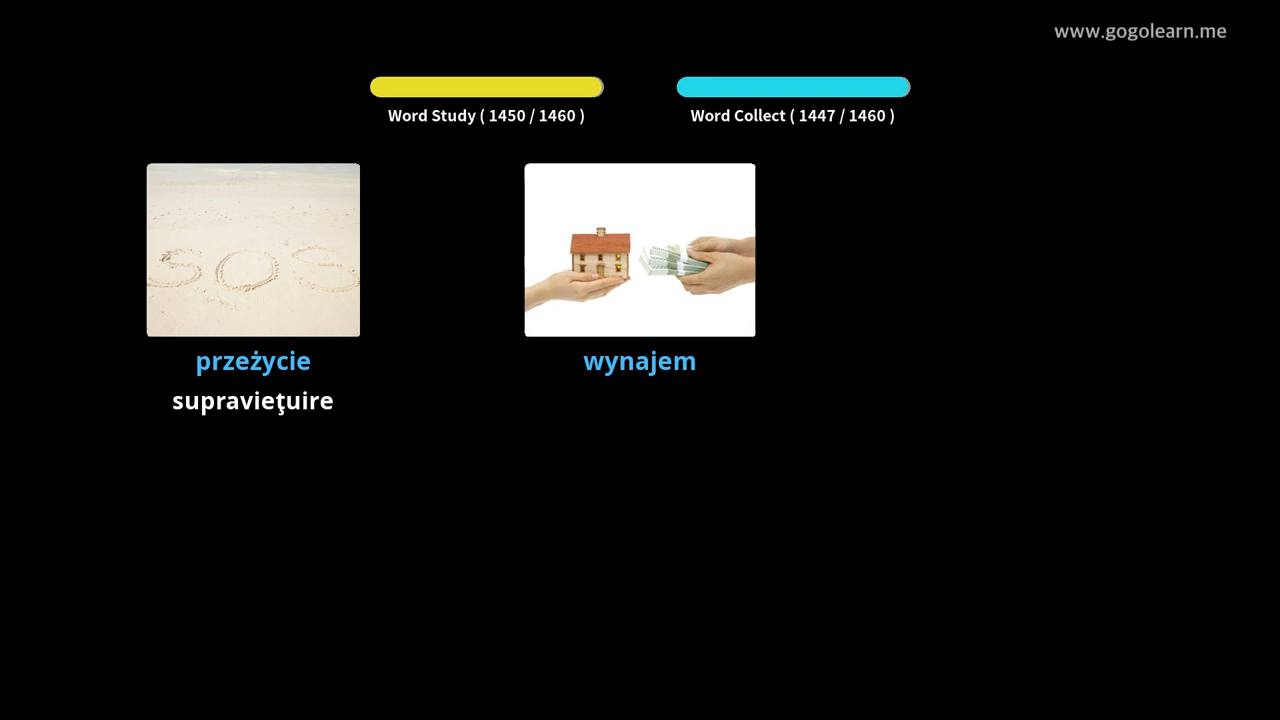 www.gogolearn.me
Word Study ( 1450 / 1460 )
Word Collect ( 1447 / 1460 )
SOS
przeżycie
wynajem
supravieţuire